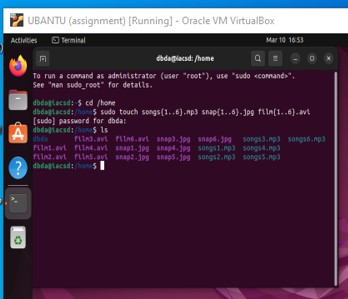 UBANTU (assignment) [Running] - Oracle VM VirtualBox
Activities Terminal Mar 10 16:53
dbda@iacsd: /home
To run a command as administrator (user "root"), use "sudo <command>".
See "man sudo_root" for details.
dbda@iacsd:~$ cd /home
dbda@iacsd:/home$ sudo touch songs{1..6}.mp3 snap{1..6}.jpg film{1..6}.avi
[sudo] password for dbda:
dbda@iacsd:/home$ ls
dbda film3.avi film6.avi snap3.jpg snap6.jpg songs3.mp3 songs6.mp3
film1.avi film4.avi snap1.jpg snap4.jpg songs1.mp3 songs4.mp3
film2.avi film5.avi snap2.jpg snap5.jpg songs2.mp3 songs5.mp3
dbda@iacsd:/home$